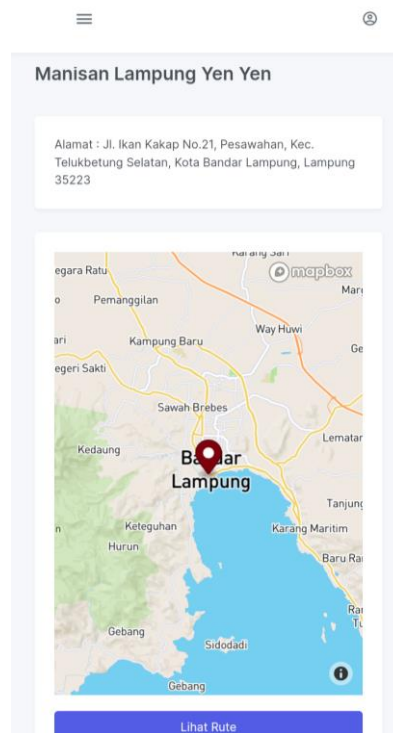 Manisan Lampung Yen Yen
Alamat : Jl. Ikan Kakap No.21, Pesawahan, Kec.
Telukbetung Selatan, Kota Bandar Lampung, Lampung
35223
Karang Sari
mapbox
egara Ratu
Pemanggilan
Way Huwi
Kampung Baru
egeri Sakti
Sawah Brebes
Kedaung
Lematan
Bandar
Lampung
Tanjung
Keteguhan
Karang Maritim
Hurun
Baru
Gebang
Sidodadi
Gebang
Lihat Rute